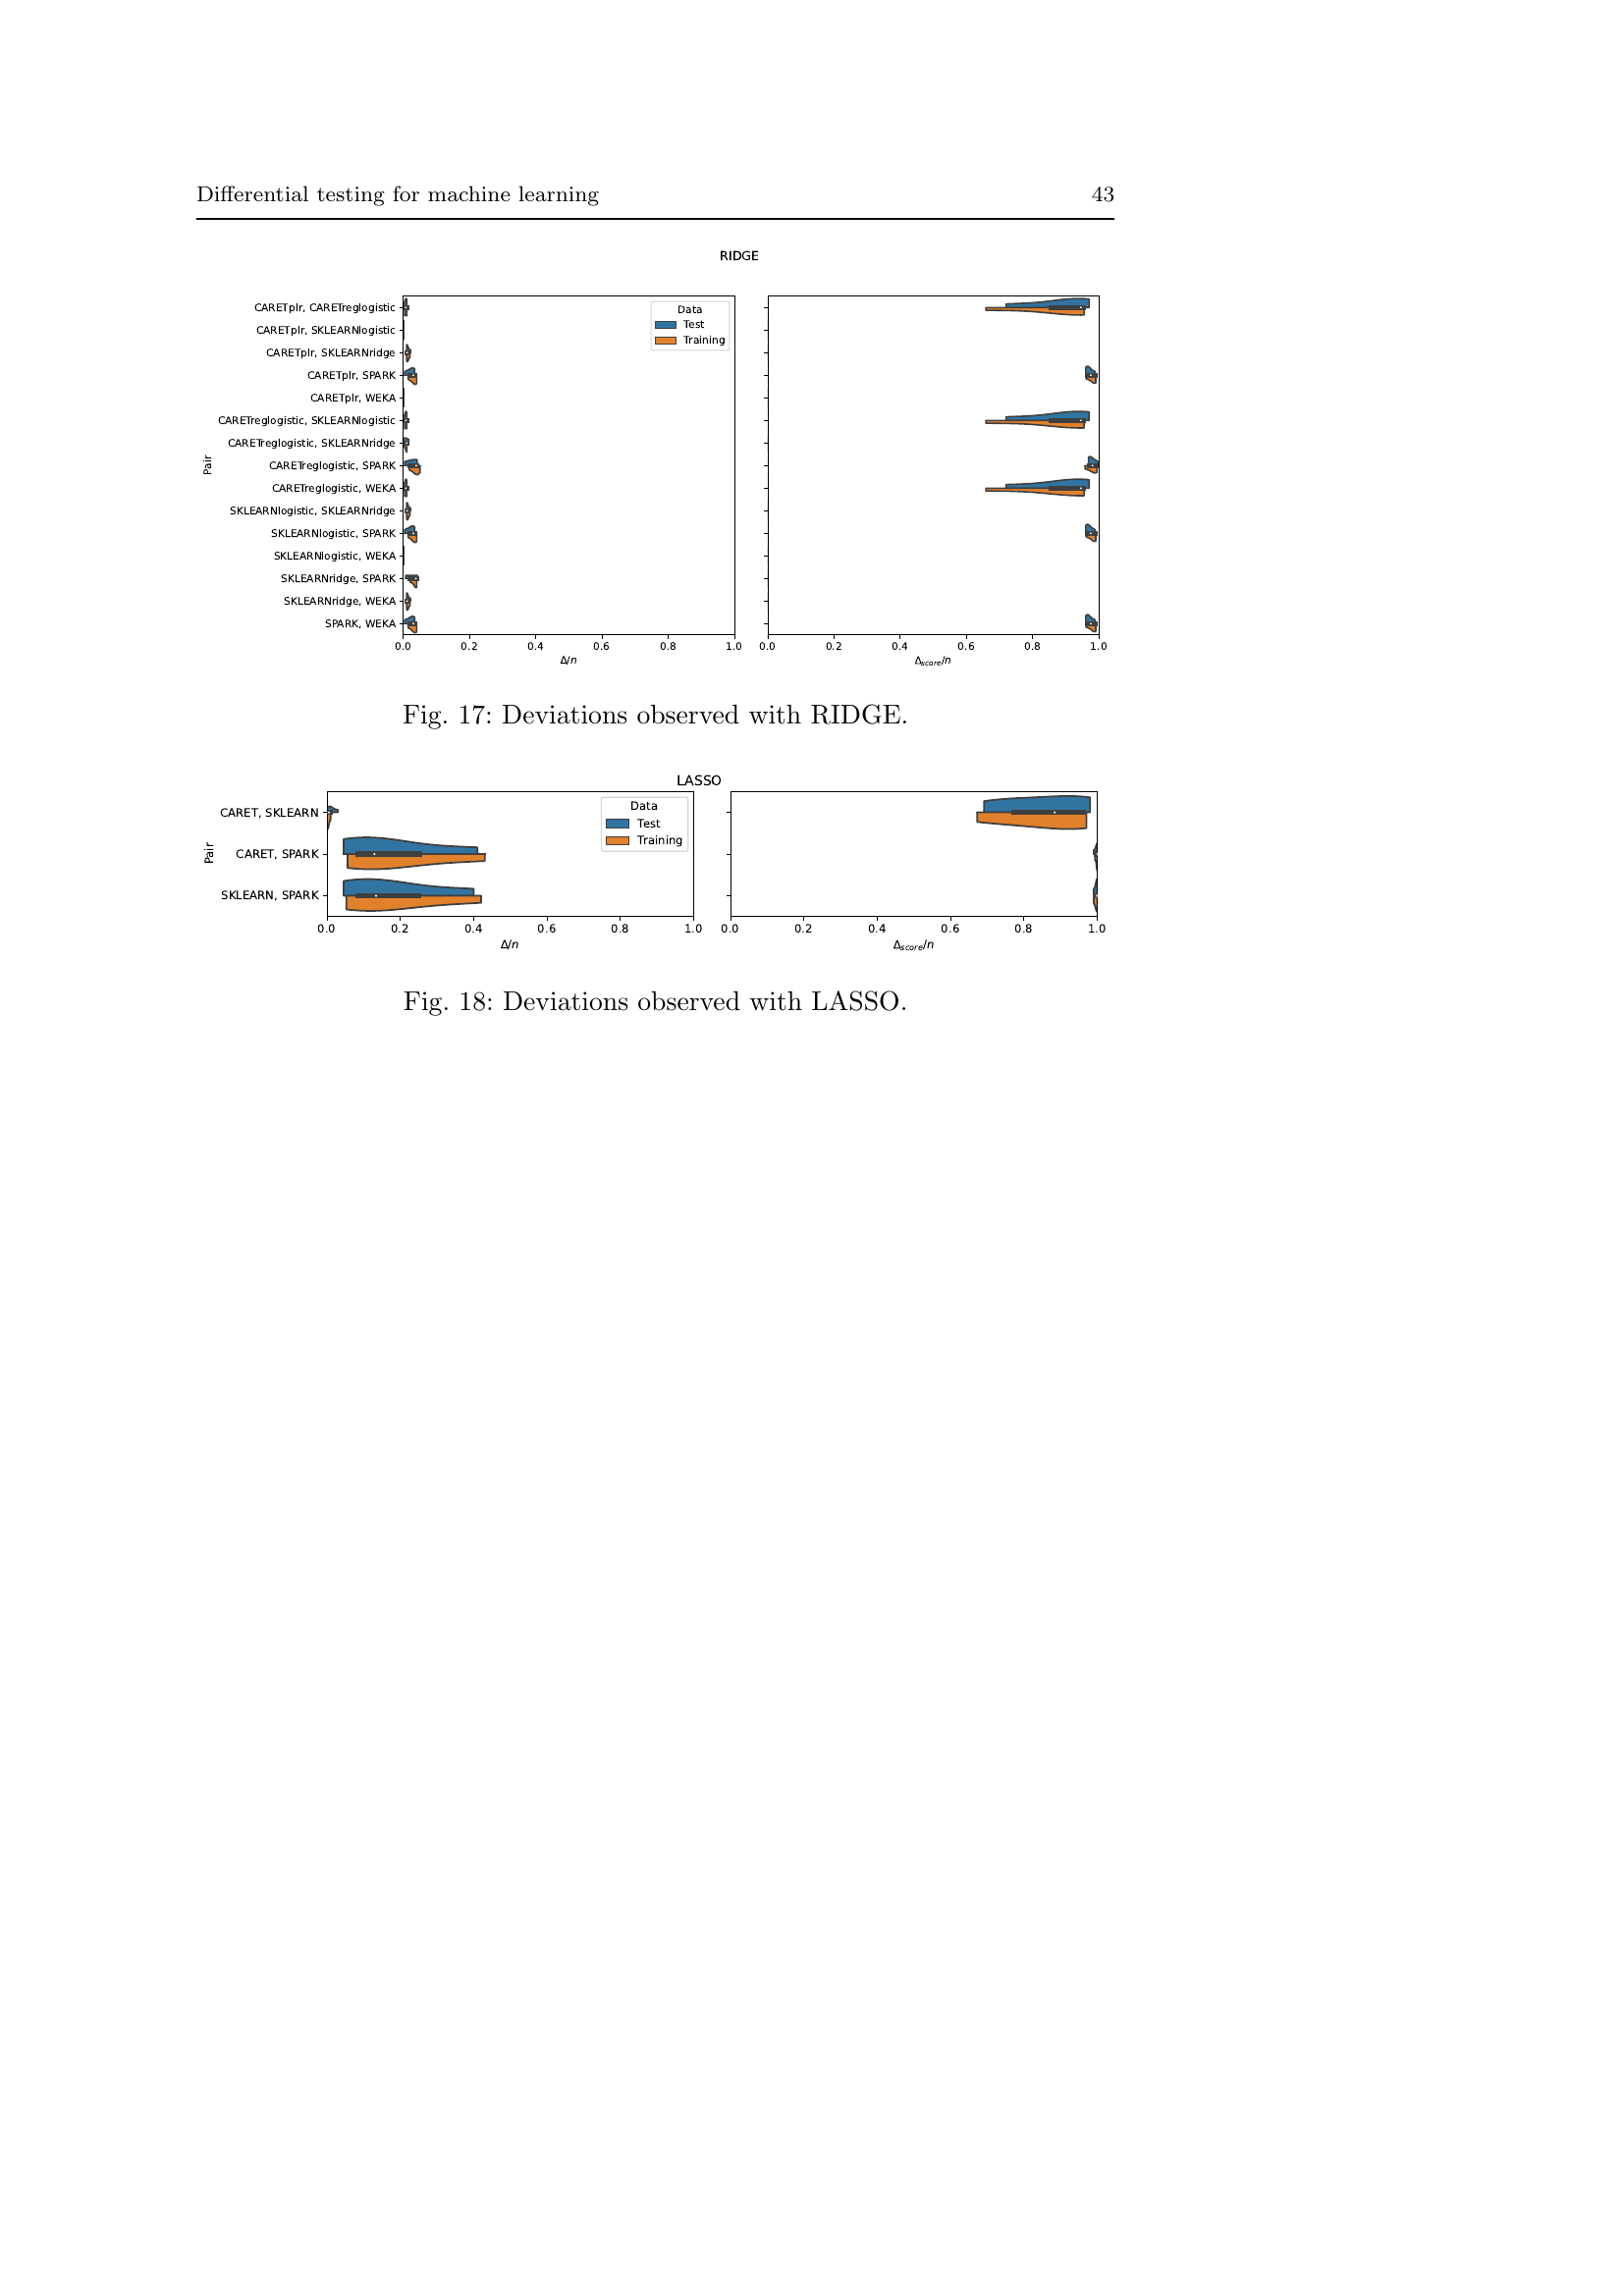 Differential testing for machine learning 43
RIDGE
Pair
CARETplr, CARETreglogistic
CARETplr, SKLEARNlogistic
CARETplr, SKLEARNridge
CARETplr, SPARK
CARETplr, WEKA
CARETreglogistic, SKLEARNlogistic
CARETreglogistic, SKLEARNridge
CARETreglogistic, SPARK
CARETreglogistic, WEKA
SKLEARNlogistic, SKLEARNridge
SKLEARNlogistic, SPARK
SKLEARNlogistic, WEKA
SKLEARNridge, SPARK
SKLEARNridge, WEKA
SPARK, WEKA
Data
Test
Training
0.0 0.2 0.4 0.6 0.8 1.0
Δ/n
0.0 0.2 0.4 0.6 0.8 1.0
Δscore/n
Fig. 17: Deviations observed with RIDGE.
LASSO
Pair
CARET, SKLEARN
CARET, SPARK
SKLEARN, SPARK
Data
Test
Training
0.0 0.2 0.4 0.6 0.8 1.0
Δ/n
0.0 0.2 0.4 0.6 0.8 1.0
Δscore/n
Fig. 18: Deviations observed with LASSO.